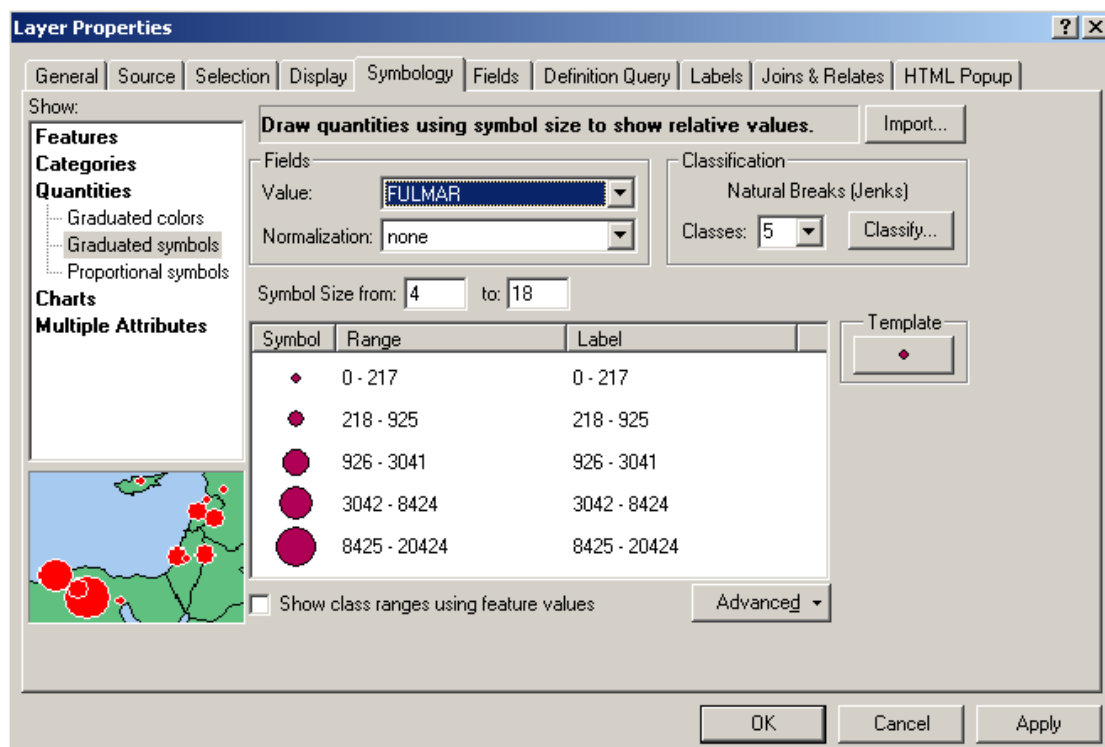 Layer Properties
General Source Selection Display Symbology Fields Definition Query Labels Joins & Relates HTML Popup
Show:
Features
Categories
Quantities
Graduated colors
Graduated symbols
Proportional symbols
Charts
Multiple Attributes
Draw quantities using symbol size to show relative values.
Import...
Fields
Value: FULMAR
Normalization: none
Classification
Natural Breaks (Jenks)
Classes: 5 Classify...
Symbol Size from: 4 to: 18
Symbol Range Label
0 - 217 0 - 217
218 - 925 218 - 925
926 - 3041 926 - 3041
3042 - 8424 3042 - 8424
8425 - 20424 8425 - 20424
Template
Show class ranges using feature values
Advanced
OK Cancel Apply